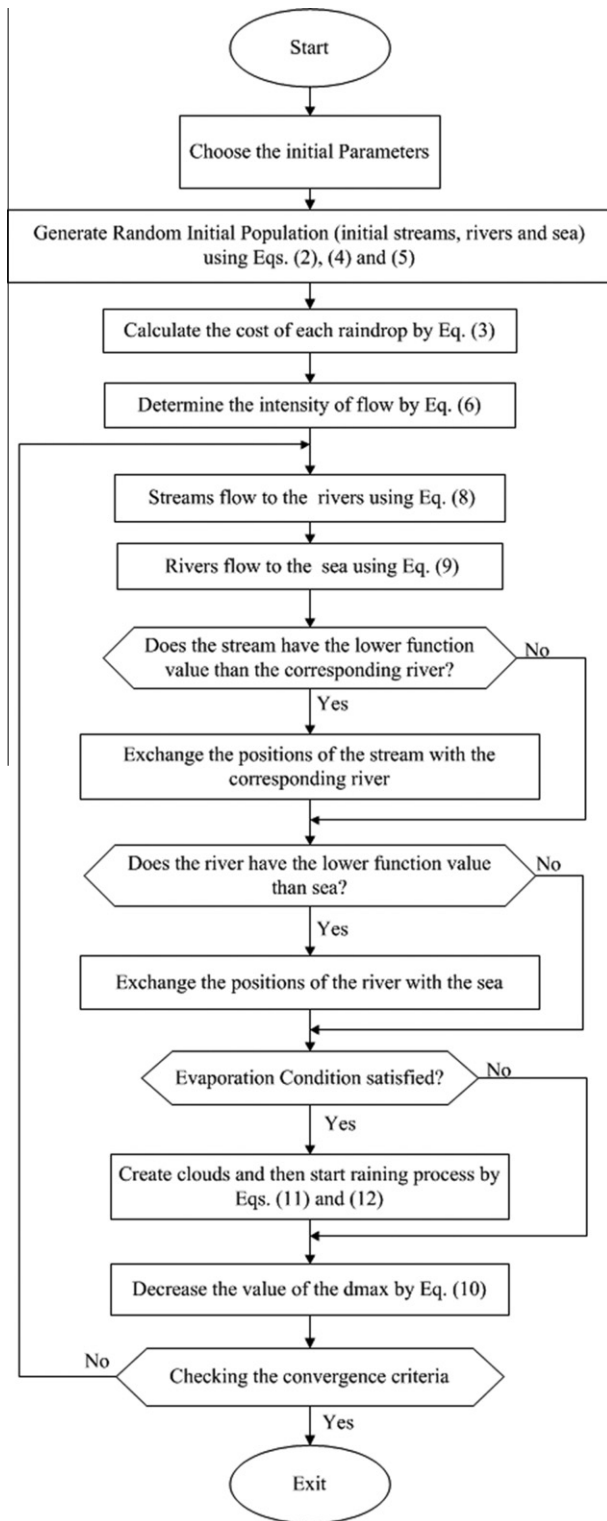 Start
Choose the initial Parameters
Generate Random Initial Population (initial streams, rivers and sea)
using Eqs. (2), (4) and (5)
Calculate the cost of each raindrop by Eq. (3)
Determine the intensity of flow by Eq. (6)
Streams flow to the rivers using Eq. (8)
Rivers flow to the sea using Eq. (9)
Does the stream have the lower function
value than the corresponding river?
No
Yes
Exchange the positions of the stream with the
corresponding river
Does the river have the lower function value
than sea?
No
Yes
Exchange the positions of the river with the sea
Evaporation Condition satisfied?
No
Yes
Create clouds and then start raining process by
Eqs. (11) and (12)
Decrease the value of the dmax by Eq. (10)
No
Checking the convergence criteria
Yes
Exit